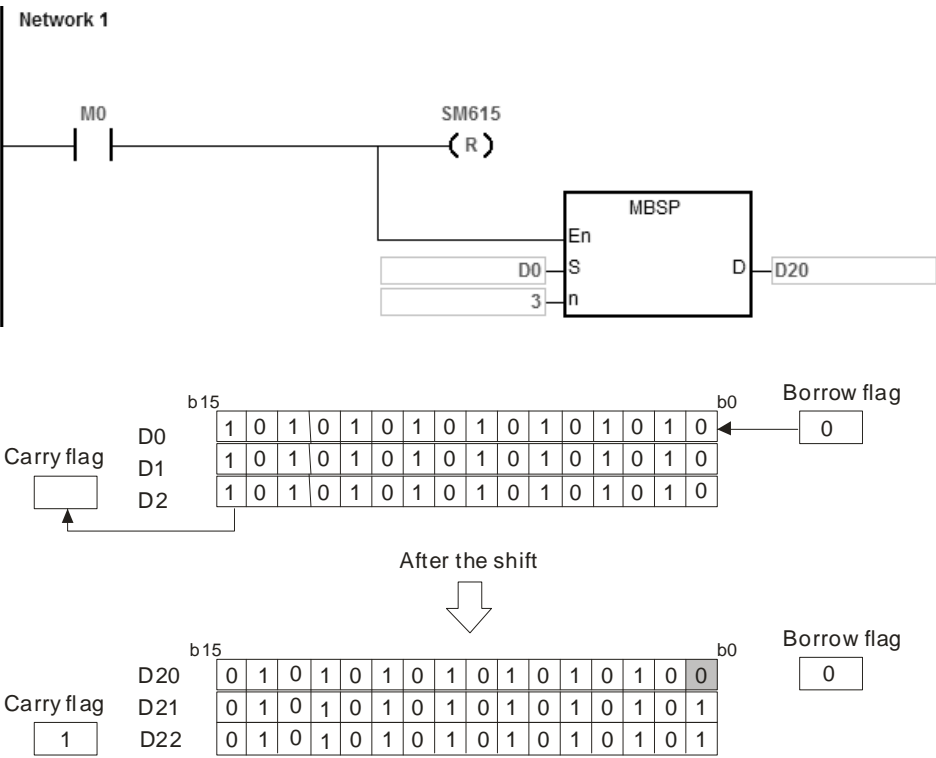 Network 1
M0 SM615
R
MBSP
En
D0 S D D20
3 n
b15 b0 Borrow flag
D0 1 0 1 0 1 0 1 0 1 0 1 0 1 0 1 0 0
Carry flag D1 1 0 1 0 1 0 1 0 1 0 1 0 1 0 1 0
D2 1 0 1 0 1 0 1 0 1 0 1 0 1 0 1 0
After the shift
b15 b0 Borrow flag
D20 0 1 0 1 0 1 0 1 0 1 0 1 0 1 0 0 0
Carry flag D21 0 1 0 1 0 1 0 1 0 1 0 1 0 1 0 1
1 D22 0 1 0 1 0 1 0 1 0 1 0 1 0 1 0 1